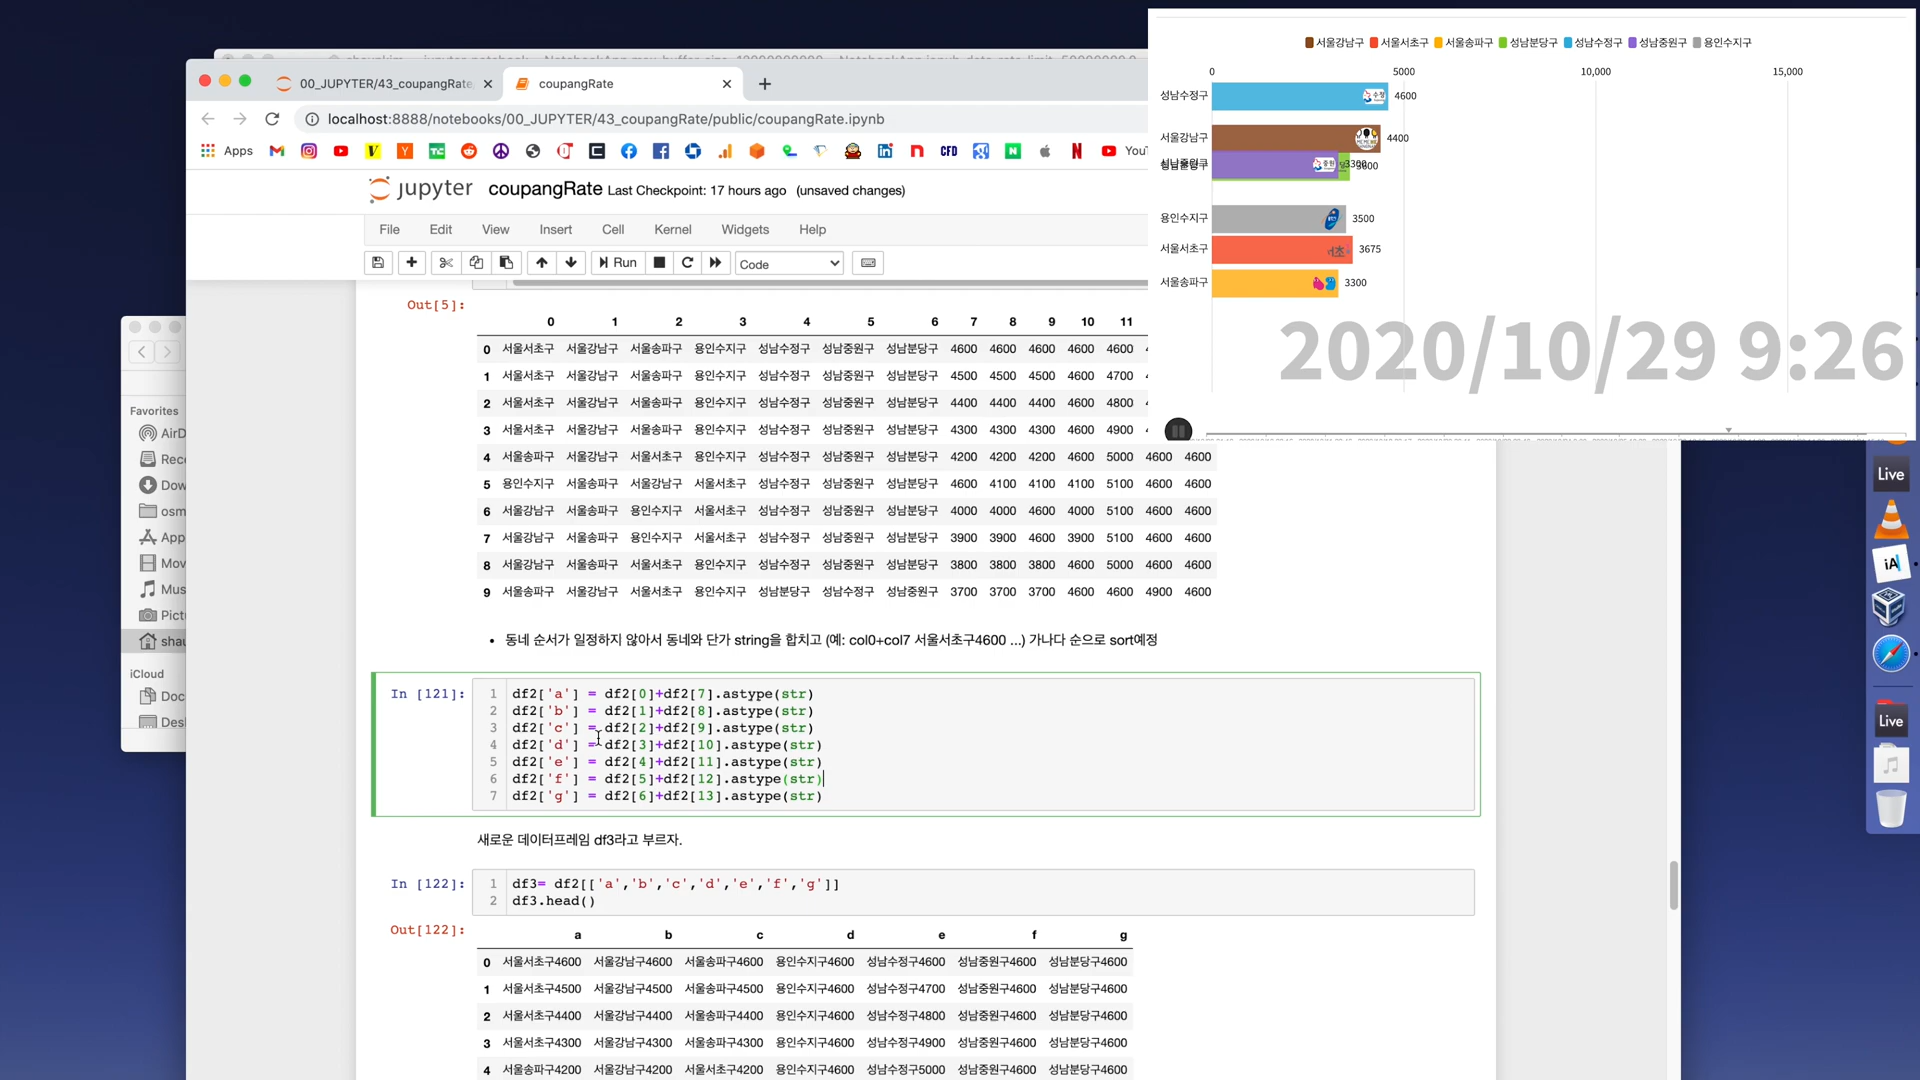 00_JUPYTER/43_coupangRate
coupangRate
localhost:8888/notebooks/00_JUPYTER/43_coupangRate/public/coupangRate.ipynb
Apps
CFD
YouT
jupyter coupangRate Last Checkpoint: 17 hours ago (unsaved changes)
File Edit View Insert Cell Kernel Widgets Help
Run Code
Out[5]:
0 1 2 3 4 5 6 7 8 9 10 11
0 서울서초구 서울강남구 서울송파구 용인수지구 성남수정구 성남중원구 성남분당구 4600 4600 4600 4600 4600
1 서울서초구 서울강남구 서울송파구 용인수지구 성남수정구 성남중원구 성남분당구 4500 4500 4500 4600 4700
2 서울서초구 서울강남구 서울송파구 용인수지구 성남수정구 성남중원구 성남분당구 4400 4400 4400 4600 4800
3 서울서초구 서울강남구 서울송파구 용인수지구 성남수정구 성남중원구 성남분당구 4300 4300 4300 4600 4900
4 서울송파구 서울강남구 서울서초구 용인수지구 성남수정구 성남중원구 성남분당구 4200 4200 4200 4600 5000 4600 4600
5 용인수지구 서울송파구 서울강남구 서울서초구 성남수정구 성남중원구 성남분당구 4600 4100 4100 4100 5100 4600 4600
6 서울강남구 서울송파구 용인수지구 서울서초구 성남수정구 성남중원구 성남분당구 4000 4000 4600 4000 5100 4600 4600
7 서울강남구 서울송파구 용인수지구 서울서초구 성남수정구 성남중원구 성남분당구 3900 3900 4600 3900 5100 4600 4600
8 서울강남구 서울송파구 서울서초구 용인수지구 성남수정구 성남중원구 성남분당구 3800 3800 3800 4600 5000 4600 4600
9 서울송파구 서울강남구 서울서초구 용인수지구 성남분당구 성남수정구 성남중원구 3700 3700 3700 4600 4600 4900 4600
• 동네 순서가 일정하지 않아서 동네와 단가 string을 합치고 (예: col0+col7 서울서초구4600 ...) 가나다 순으로 sort예정
In [121]:
1 df2['a'] = df2[0]+df2[7].astype(str)
2 df2['b'] = df2[1]+df2[8].astype(str)
3 df2['c'] = df2[2]+df2[9].astype(str)
4 df2['d'] = df2[3]+df2[10].astype(str)
5 df2['e'] = df2[4]+df2[11].astype(str)
6 df2['f'] = df2[5]+df2[12].astype(str)
7 df2['g'] = df2[6]+df2[13].astype(str)
새로운 데이터프레임 df3라고 부르자.
In [122]:
1 df3= df2[['a','b','c','d','e','f','g']]
2 df3.head()
Out[122]:
a b c d e f g
0 서울서초구4600 서울강남구4600 서울송파구4600 용인수지구4600 성남수정구4600 성남중원구4600 성남분당구4600
1 서울서초구4500 서울강남구4500 서울송파구4500 용인수지구4600 성남수정구4700 성남중원구4600 성남분당구4600
2 서울서초구4400 서울강남구4400 서울송파구4400 용인수지구4600 성남수정구4800 성남중원구4600 성남분당구4600
3 서울서초구4300 서울강남구4300 서울송파구4300 용인수지구4600 성남수정구4900 성남중원구4600 성남분당구4600
4 서울송파구4200 서울강남구4200 서울서초구4200 용인수지구4600 성남수정구5000 성남중원구4600 성남분당구4600
Favorites
AirD
Rece
Dow
osm
App
Mov
Mus
Pict
shau
iCloud
Doc
Desk
서울강남구 서울서초구 서울송파구 성남분당구 성남수정구 성남중원구 용인수지구
0 5000 10,000 15,000
성남수정구 수정 4600
서울강남구 4400
중원 3300
용인수지구 3500
서울서초구 서초 3675
서울송파구 3300
2020/10/29 9:26
Live
iA
Live